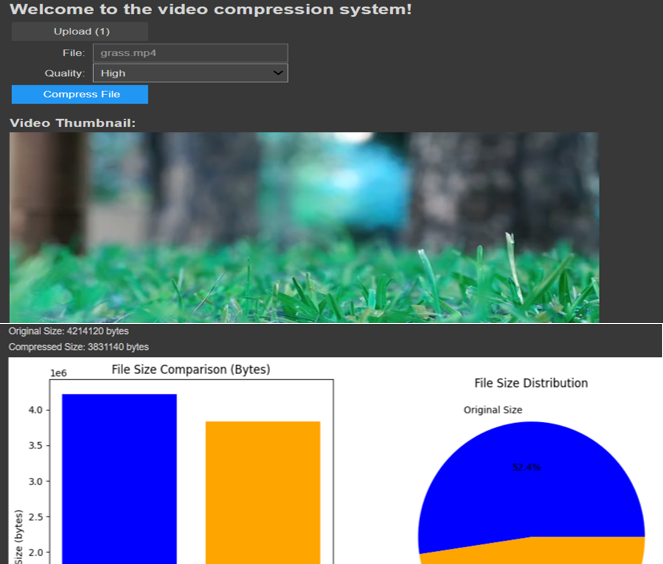 Welcome to the video compression system!
Upload (1)
File: grass.mp4
Quality: High
Compress File
Video Thumbnail:
Original Size: 4214120 bytes
Compressed Size: 3831140 bytes
1e6 File Size Comparison (Bytes)
File Size Distribution
4.0
Original Size
3.5
52.4%
3.0
2.5
Size (bytes)
2.0